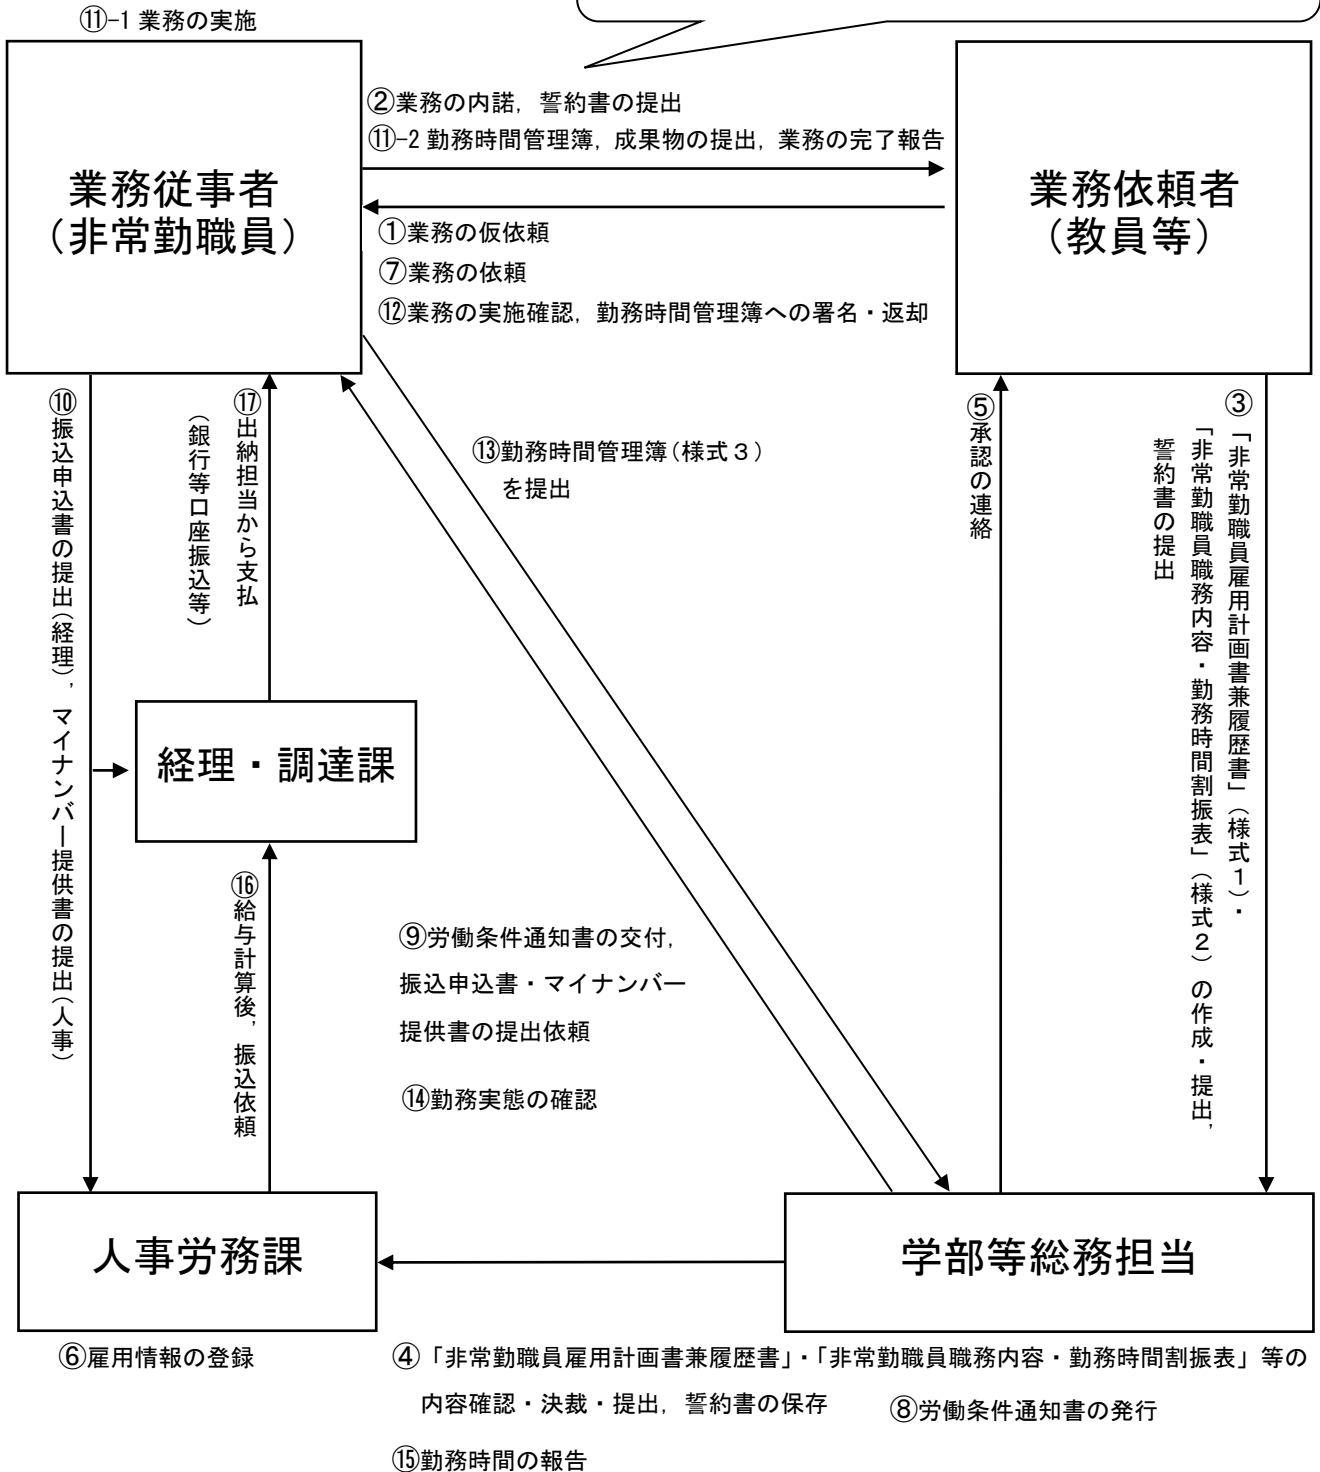 ⑪-1 業務の実施
②業務の内諾，誓約書の提出
⑪-2 勤務時間管理簿，成果物の提出，業務の完了報告
業務従事者
（非常勤職員）
業務依頼者
（教員等）
①業務の仮依頼
⑦業務の依頼
⑫業務の実施確認，勤務時間管理簿への署名・返却
⑩振込申込書の提出（経理），マイナンバー提供書の提出（人事）
⑰出納担当から支払
（銀行等口座振込等）
⑬勤務時間管理簿（様式３）
を提出
⑤承認の連絡
③「非常勤職員雇用計画書兼履歴書」（様式１）・
「非常勤職員職務内容・勤務時間割振表」（様式２）の作成・提出，
誓約書の提出
経理・調達課
⑯給与計算後，振込依頼
⑨労働条件通知書の交付，
振込申込書・マイナンバー
提供書の提出依頼
⑭勤務実態の確認
人事労務課
学部等総務担当
⑥雇用情報の登録
④「非常勤職員雇用計画書兼履歴書」・「非常勤職員職務内容・勤務時間割振表」等の
内容確認・決裁・提出，誓約書の保存
⑧労働条件通知書の発行
⑮勤務時間の報告